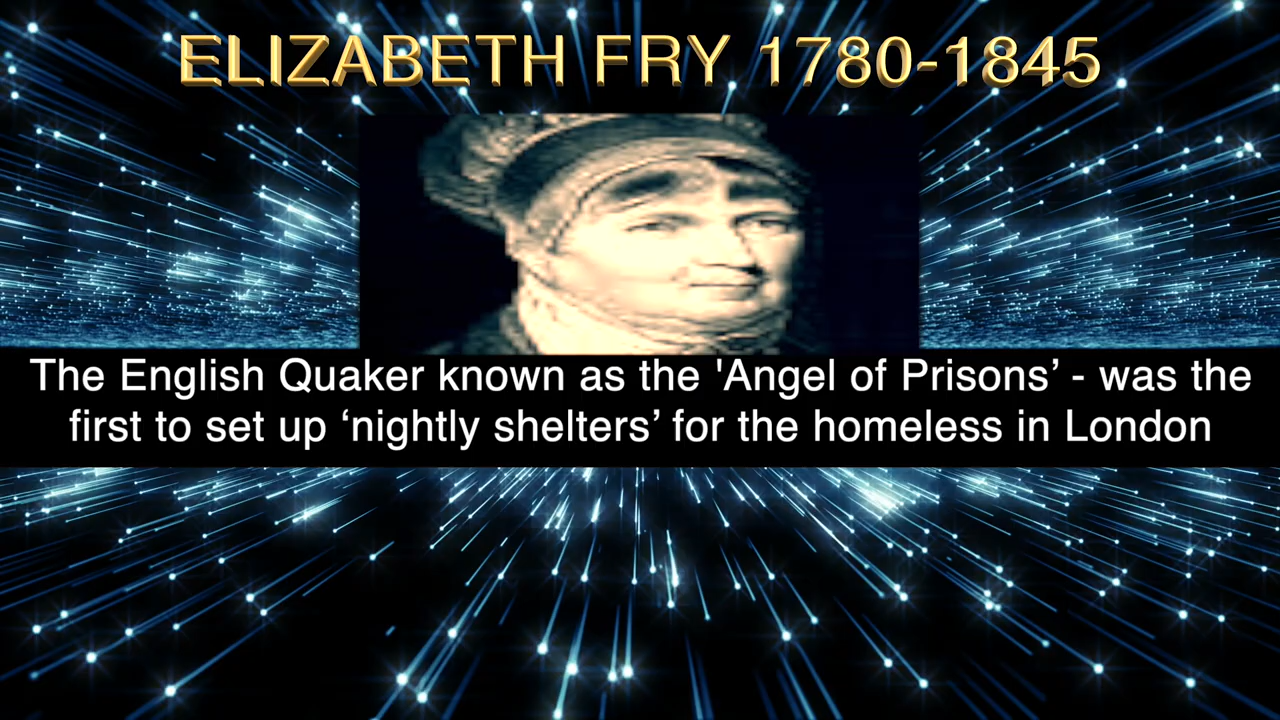 ELIZABETH FRY 1780-1845
The English Quaker known as the 'Angel of Prisons’ - was the
first to set up ‘nightly shelters’ for the homeless in London